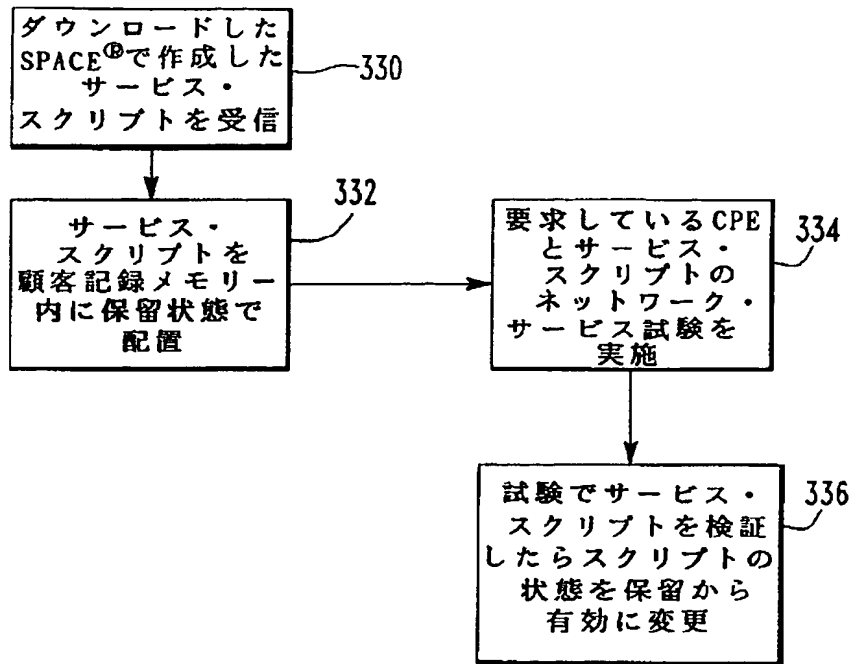 ダウンロードした
SPACE®で作成した
サービス・
スクリプトを受信
330
サービス・
スクリプトを
顧客記録メモリー
内に保留状態で
配置
332
要求しているCPE
とサービス・
スクリプトの
ネットワーク・
サービス試験を
実施
334
試験でサービス・
スクリプトを検証
したらスクリプトの
状態を保留から
有効に変更
336